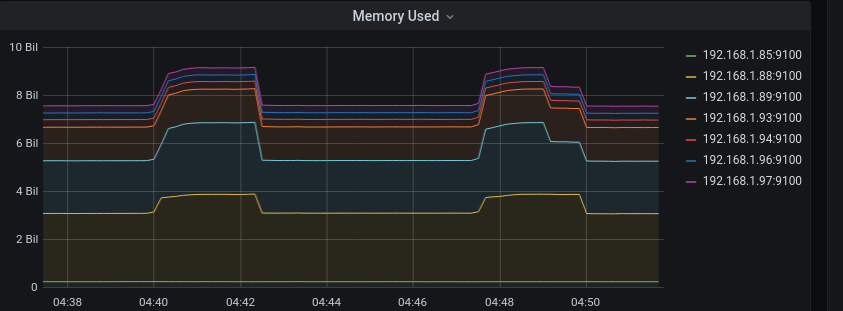 Memory Used
10 Bil
8 Bil
6 Bil
4 Bil
2 Bil
0
04:38 04:40 04:42 04:44 04:46 04:48 04:50
192.168.1.85:9100
192.168.1.88:9100
192.168.1.89:9100
192.168.1.93:9100
192.168.1.94:9100
192.168.1.96:9100
192.168.1.97:9100